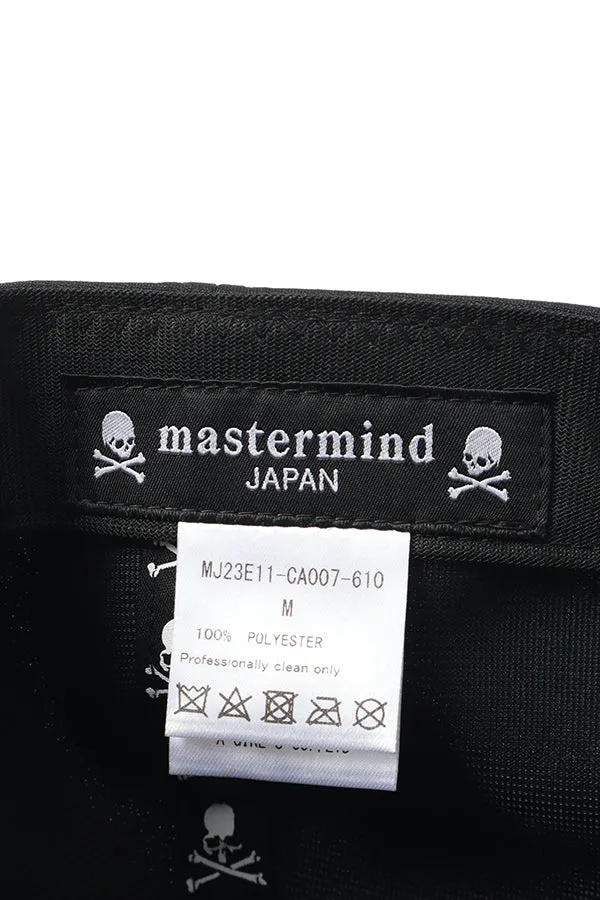 mastermind
JAPAN
MJ23E11-CA007-610
M
100% POLYESTER
Professionally clean only